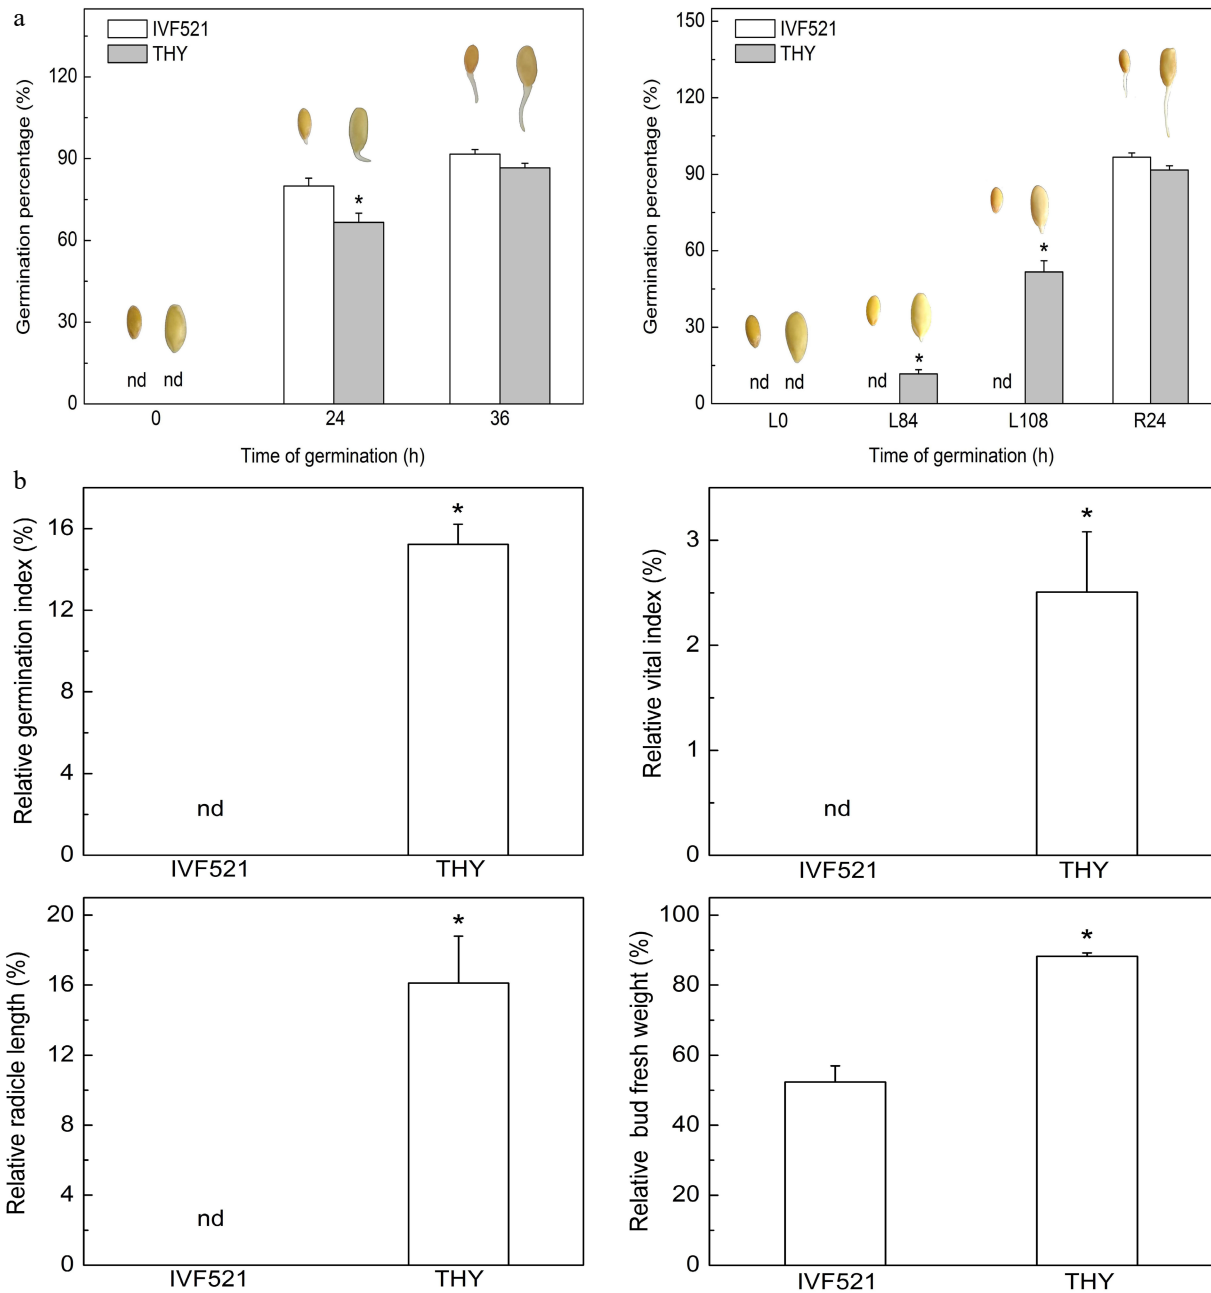 a
IVF521
THY
Germination percentage (%)
120
90
60
30
0
*
nd
nd
0
24
36
Time of germination (h)
IVF521
THY
Germination percentage (%)
150
120
90
60
30
0
nd
nd
nd
*
nd
*
L0
L84
L108
R24
Time of germination (h)
b
Relative germination index (%)
16
12
8
4
0
nd
*
IVF521
THY
Relative vital index (%)
3
2
1
0
nd
*
IVF521
THY
Relative radicle length (%)
20
16
12
8
4
0
nd
*
IVF521
THY
Relative bud fresh weight (%)
100
80
60
40
20
0
*
IVF521
THY